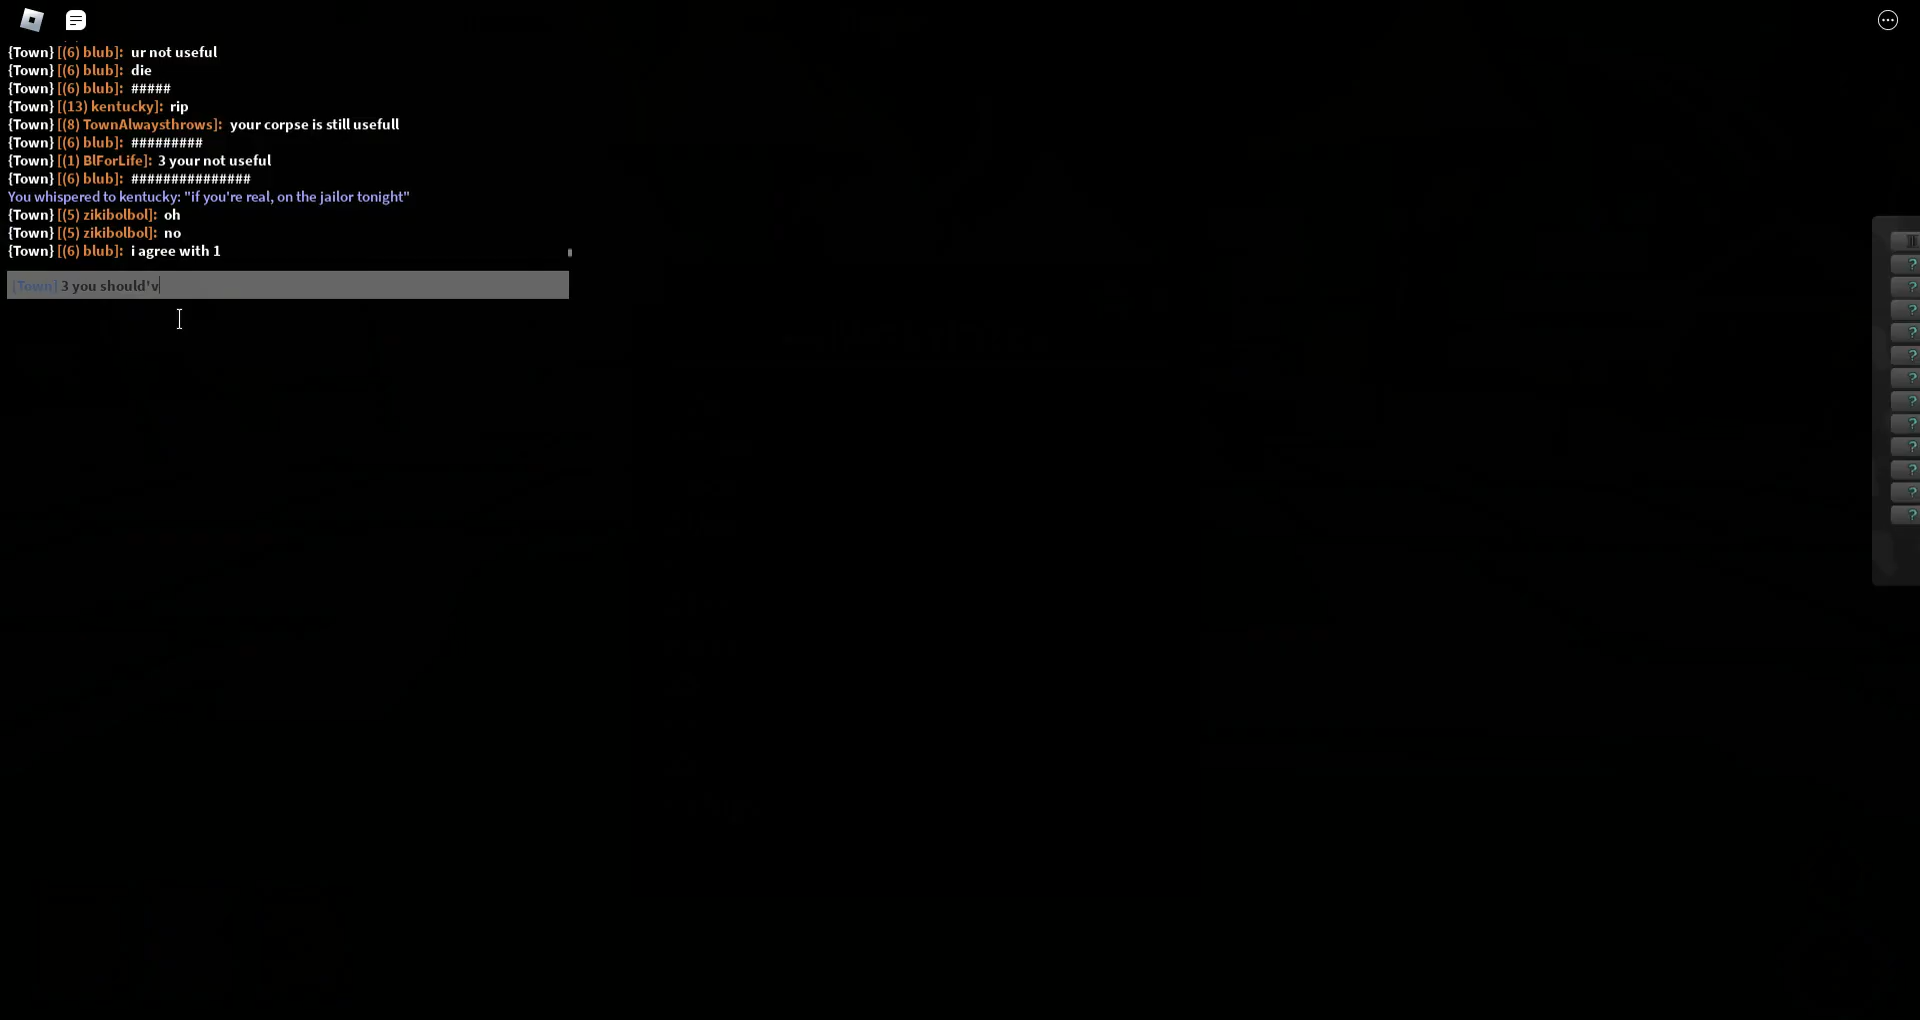 {Town} [(6) blub]: ur not useful
{Town} [(6) blub]: die
{Town} [(6) blub]: #####
{Town} [(13) kentucky]: rip
{Town} [(8) TownAlwaysthrows]: your corpse is still usefull
{Town} [(6) blub]: #########
{Town} [(1) BlForLife]: 3 your not useful
{Town} [(6) blub]: ###############
You whispered to kentucky: "if you're real, on the jailor tonight"
{Town} [(5) zikibolbol]: oh
{Town} [(5) zikibolbol]: no
{Town} [(6) blub]: i agree with 1
[Town] 3 you should'v
?
?
?
?
?
?
?
?
?
?
?
?